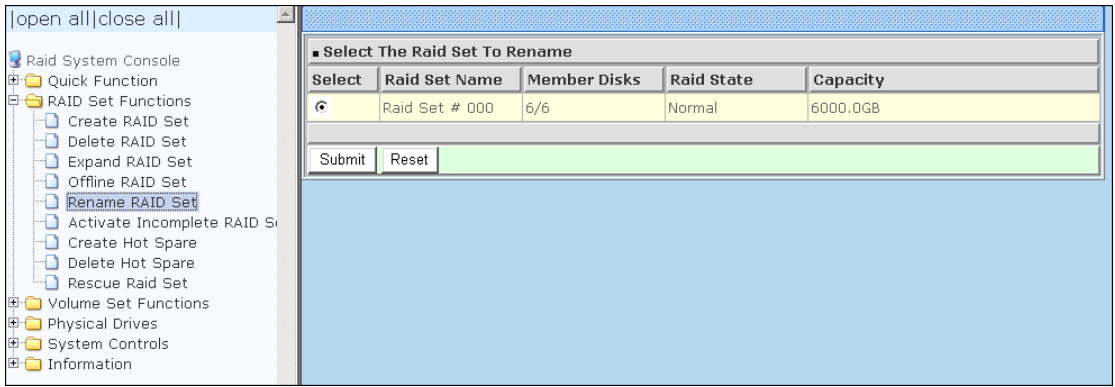 |open all|close all|
Raid System Console
Quick Function
RAID Set Functions
Create RAID Set
Delete RAID Set
Expand RAID Set
Offline RAID Set
Rename RAID Set
Activate Incomplete RAID
Create Hot Spare
Delete Hot Spare
Rescue Raid Set
Volume Set Functions
Physical Drives
System Controls
Information
Select The Raid Set To Rename
Select Raid Set Name Member Disks Raid State Capacity
Raid Set # 000 6/6 Normal 6000.0GB
Submit Reset